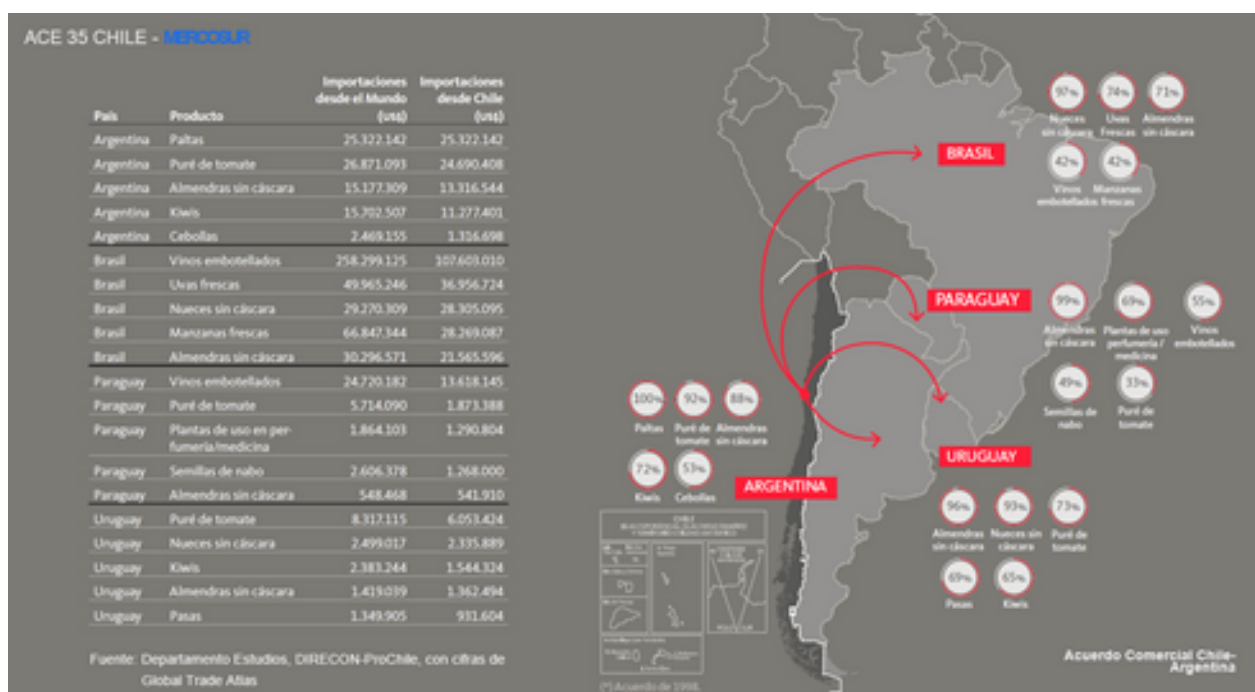 ACE 35 CHILE - MERCOSUR
Importaciones desde el Mundo (US$)
Importaciones desde Chile (US$)
País Producto
Argentina Paltas 25.322.142 25.322.142
Argentina Puré de tomate 26.871.093 24.690.408
Argentina Almendras sin cáscara 15.177.309 13.316.544
Argentina Kiwis 15.702.507 11.277.401
Argentina Cebollas 2.469.155 1.316.698
Brasil Vinos embotellados 258.299.125 107.603.010
Brasil Uvas frescas 49.965.246 36.956.724
Brasil Nueces sin cáscara 29.270.309 28.305.095
Brasil Manzanas frescas 66.847.344 28.269.087
Brasil Almendras sin cáscara 30.296.571 21.565.596
Paraguay Vinos embotellados 24.720.182 13.618.145
Paraguay Puré de tomate 5.714.090 1.873.388
Paraguay Plantas de uso en per- 1.864.103 1.290.804
fumería/medicina
Paraguay Semillas de nabo 2.606.378 1.268.000
Paraguay Almendras sin cáscara 548.468 541.910
Uruguay Puré de tomate 8.317.115 6.053.424
Uruguay Nueces sin cáscara 2.499.017 2.335.889
Uruguay Kiwis 2.383.244 1.544.324
Uruguay Almendras sin cáscara 1.419.039 1.362.494
Uruguay Pasas 1.349.905 931.604
Fuente: Departamento Estudios, DIRECON-ProChile, con cifras de
Global Trade Atlas
BRASIL
97% 74% 71%
Nueces Uvas Almendras
sin cáscara Frescas sin cáscara
42% 42%
Vinos Manzanas
embotellados frescas
PARAGUAY
99% 69% 55%
Almendras Plantas de uso Vinos
sin cáscara perfumería/ embotellados
medicina
49% 33%
Semillas de Puré de
nabo tomate
100% 92% 88%
Paltas Puré de Almendras
tomate sin cáscara
72% 53%
Kiwis Cebollas
ARGENTINA
URUGUAY
96% 93% 73%
Almendras Nueces sin Puré de
sin cáscara cáscara tomate
69% 65%
Pasas Kiwis
CHILE
(*) Acuerdo de 1998.
Acuerdo Comercial Chile-
Argentina